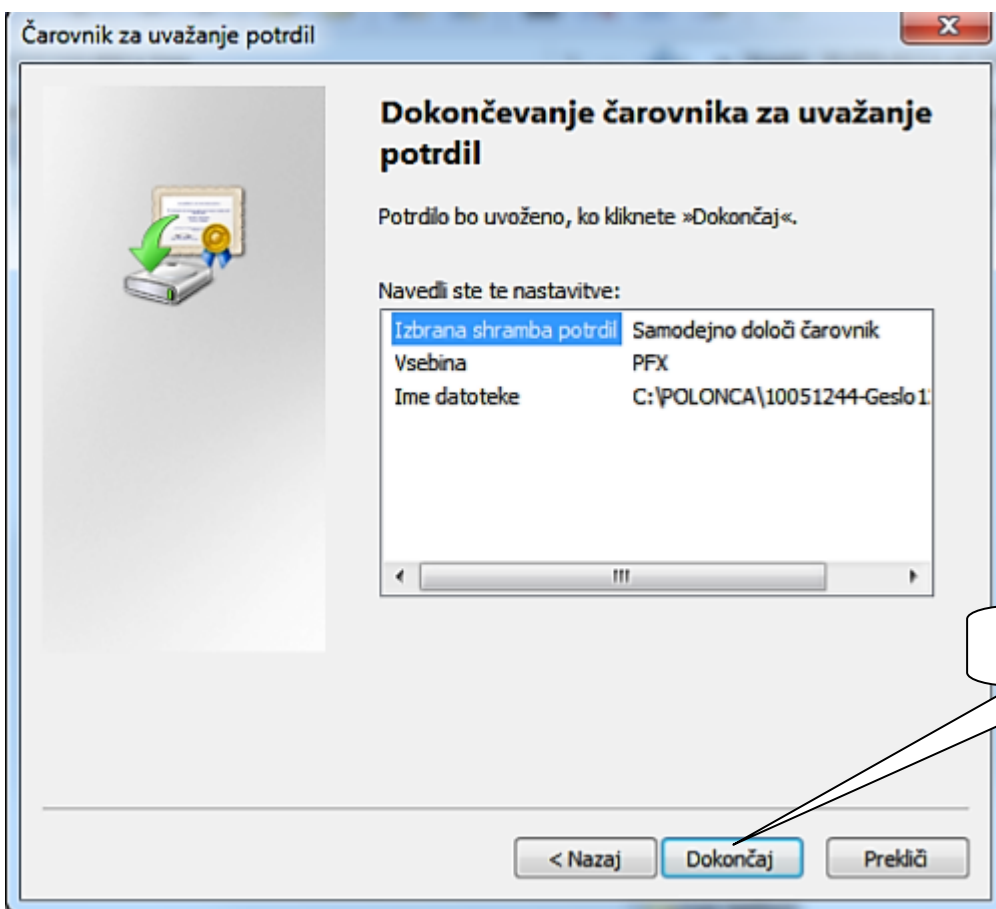 Čarovnik za uvažanje potrdil
Dokončevanje čarovnika za uvažanje
potrdil
Potrdilo bo uvoženo, ko kliknete »Dokončaj«.
Navedli ste te nastavitve:
Izbrana shramba potrdil Samodejno določi čarovnik
Vsebina PFX
Ime datoteke C:\POLONCA\10051244-Geslo1
< Nazaj Dokončaj Prekliči